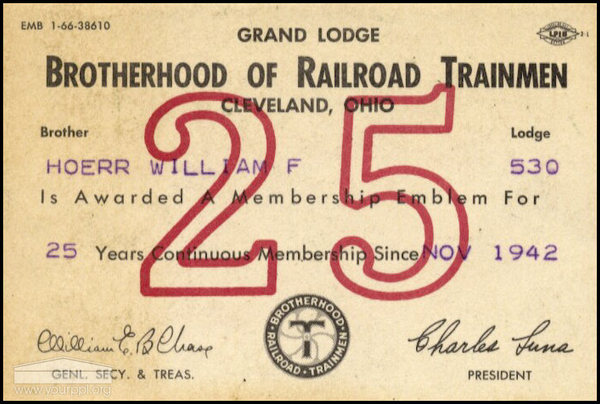 EMB 1-66-38610
GRAND LODGE
BROTHERHOOD OF RAILROAD TRAINMEN
CLEVELAND, OHIO
25
Brother Lodge
HOERR WILLIAM F 530
Is Awarded A Membership Emblem For
25 Years Continuous Membership Since NOV 1942
BROTHERHOOD
T
RAILROAD TRAINMEN
William E. B. Chase Charles Luna
GENL. SECY. & TREAS. PRESIDENT
www.yourppl.org